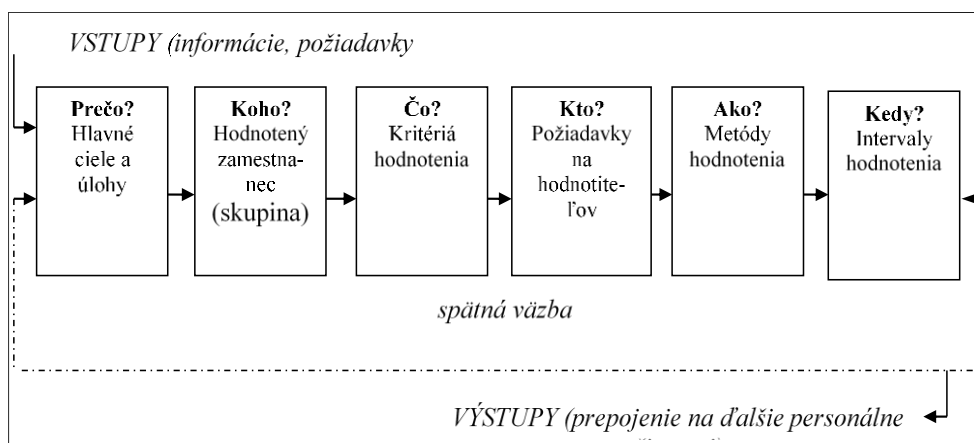 VSTUPY (informácie, požiadavky
Prečo?
Hlavné
ciele a
úlohy
Koho?
Hodnotený
zamestna-
nec
(skupina)
Čo?
Kritériá
hodnotenia
Kto?
Požiadavky
na
hodnotite-
ľov
Ako?
Metódy
hodnotenia
Kedy?
Intervaly
hodnotenia
spätná väzba
VÝSTUPY (prepojenie na ďalšie personálne